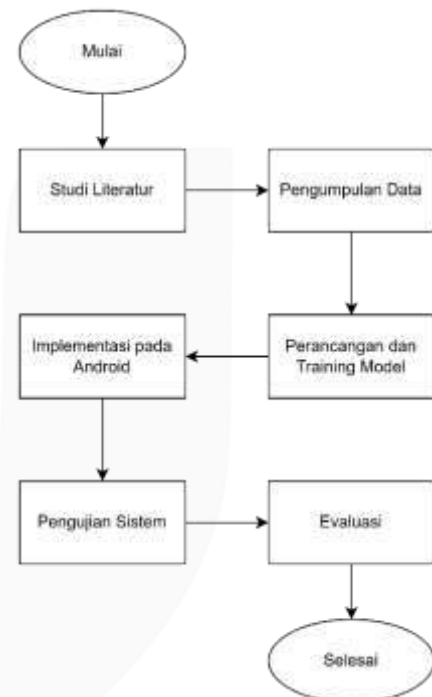 Mulai
Studi Literatur
Pengumpulan Data
Perancangan dan
Training Model
Implementasi pada
Android
Pengujian Sistem
Evaluasi
Selesai